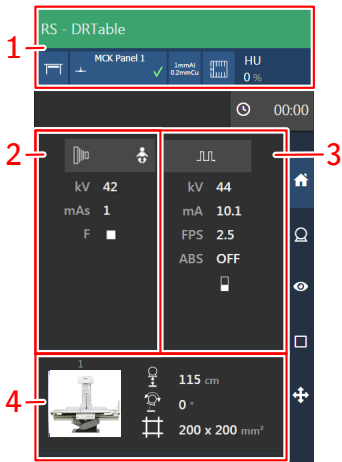 RS - DRTable
1
MCK Panel 1
1mmAl
0.2mmCu
HU
0 %
00:00
2
3
kV 42
mAs 1
F
kV 44
mA 10.1
FPS 2.5
ABS OFF
4
1
115 cm
0 °
200 x 200 mm²